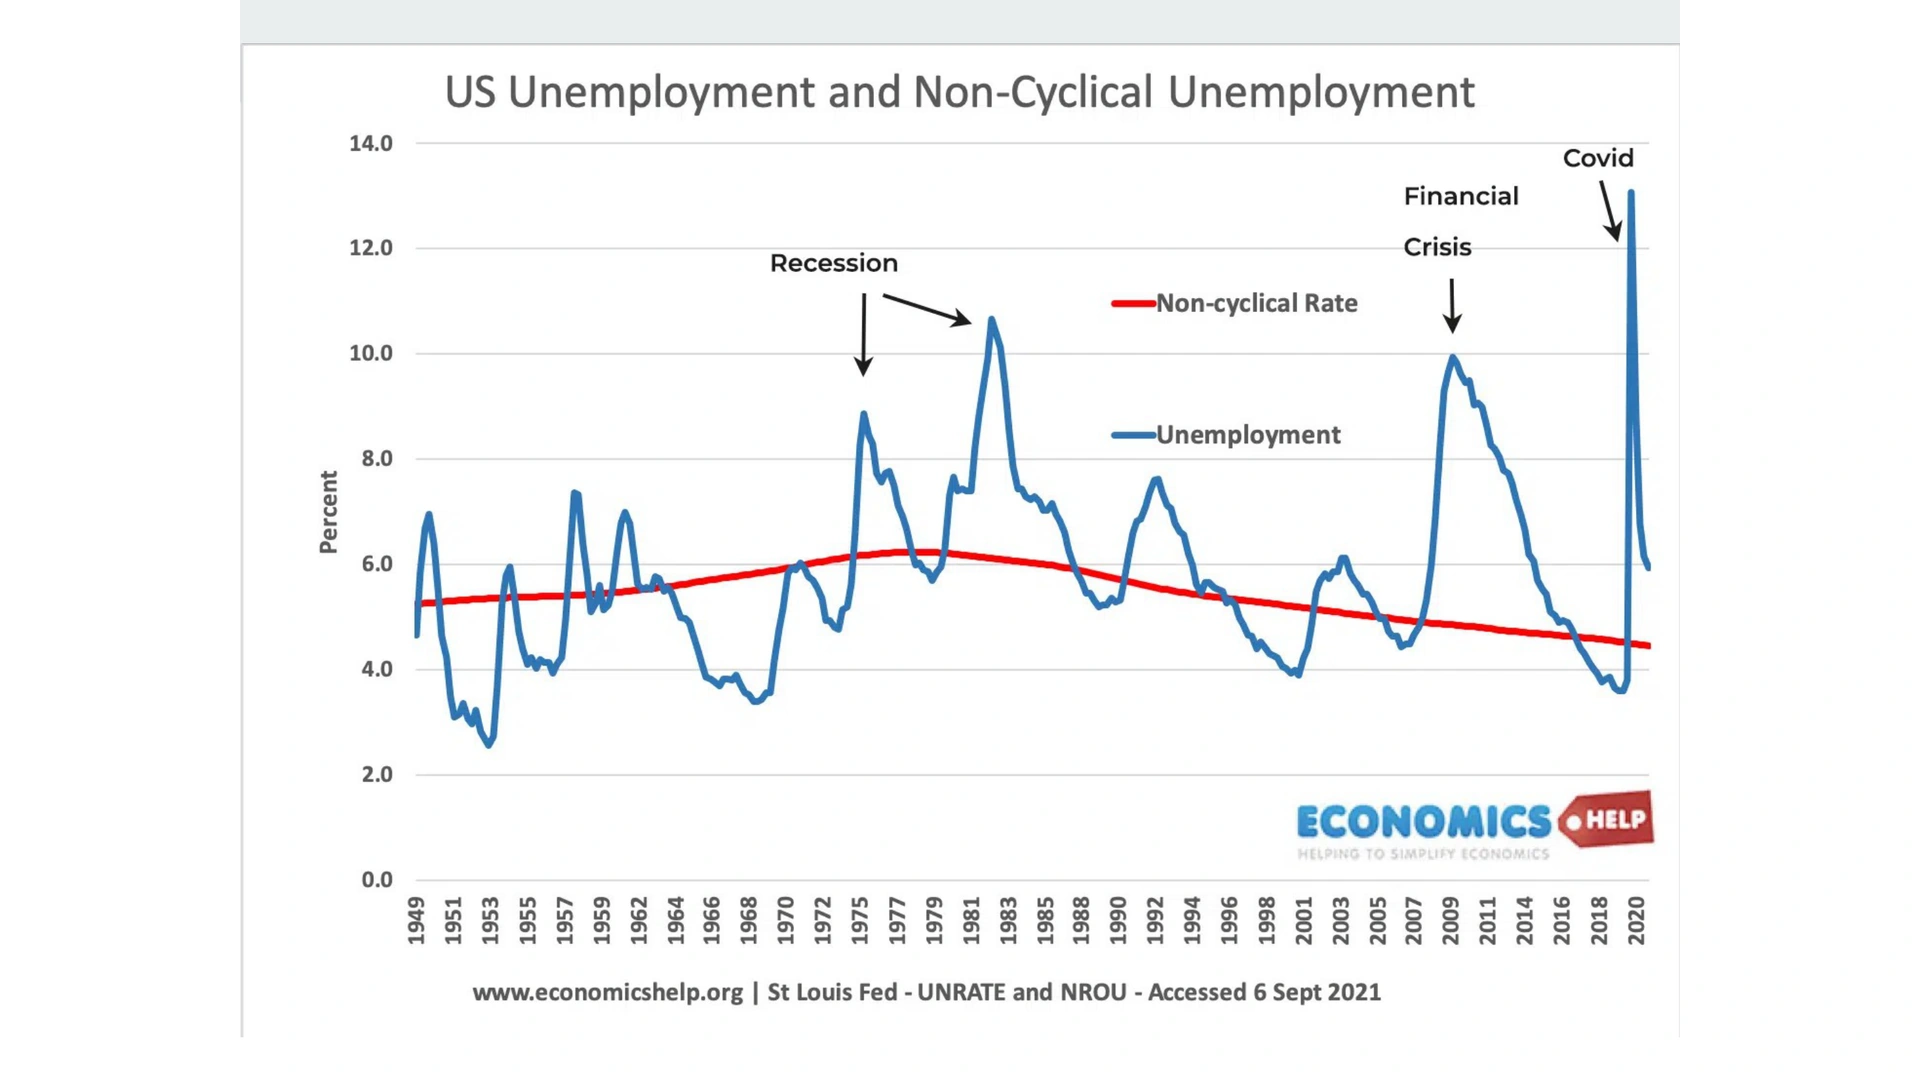 US Unemployment and Non-Cyclical Unemployment
14.0
Covid
Financial
12.0
Crisis
Recession
Non-cyclical Rate
10.0
Unemployment
8.0
Percent
6.0
4.0
2.0
ECONOMICS HELP
HELPING TO SIMPLIFY ECONOMICS
0.0
1949 1951 1953 1955 1957 1959 1962 1964 1966 1968 1970 1972 1975 1977 1979 1981 1983 1985 1988 1990 1992 1994 1996 1998 2001 2003 2005 2007 2009 2011 2014 2016 2018 2020
www.economicshelp.org | St Louis Fed - UNRATE and NROU - Accessed 6 Sept 2021